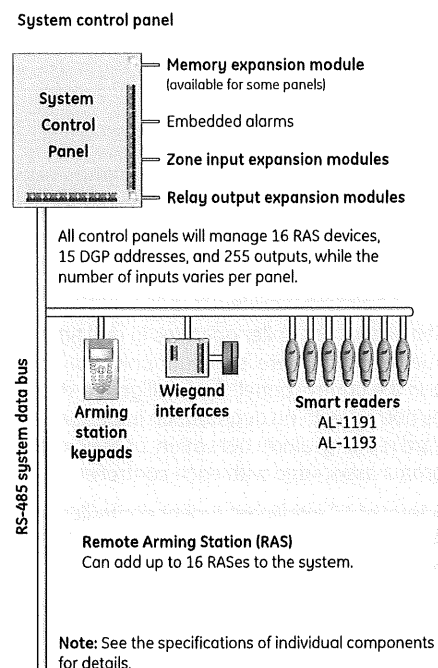 System control panel
Memory expansion module
(available for some panels)
System
Control
Panel
Embedded alarms
Zone input expansion modules
Relay output expansion modules
All control panels will manage 16 RAS devices,
15 DGP addresses, and 255 outputs, while the
number of inputs varies per panel.
Arming
station
keypads
Wiegand
interfaces
Smart readers
AL-1191
AL-1193
RS-485 system data bus
Remote Arming Station (RAS)
Can add up to 16 RASes to the system.
Note: See the specifications of individual components
for details.